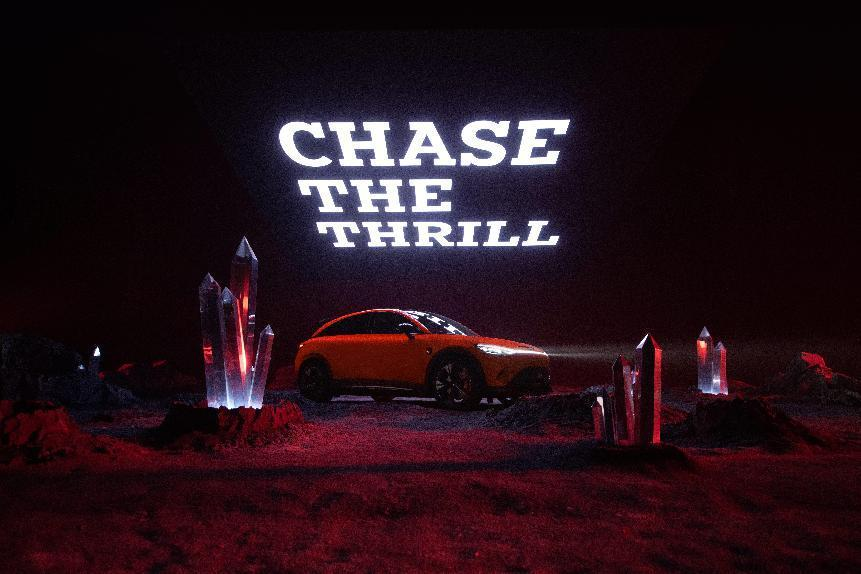 CHASE
THE
THRILL